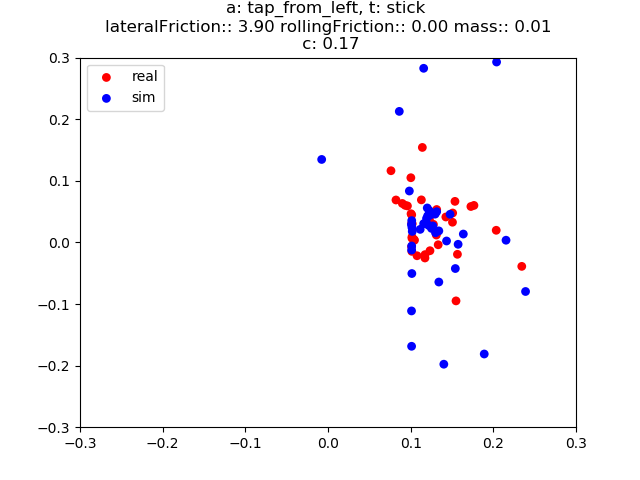 a: tap_from_left, t: stick
lateralFriction:: 3.90 rollingFriction:: 0.00 mass:: 0.01
c: 0.17
real
sim
0.3
0.2
0.1
0.0
−0.1
−0.2
−0.3
−0.3
−0.2
−0.1
0.0
0.1
0.2
0.3